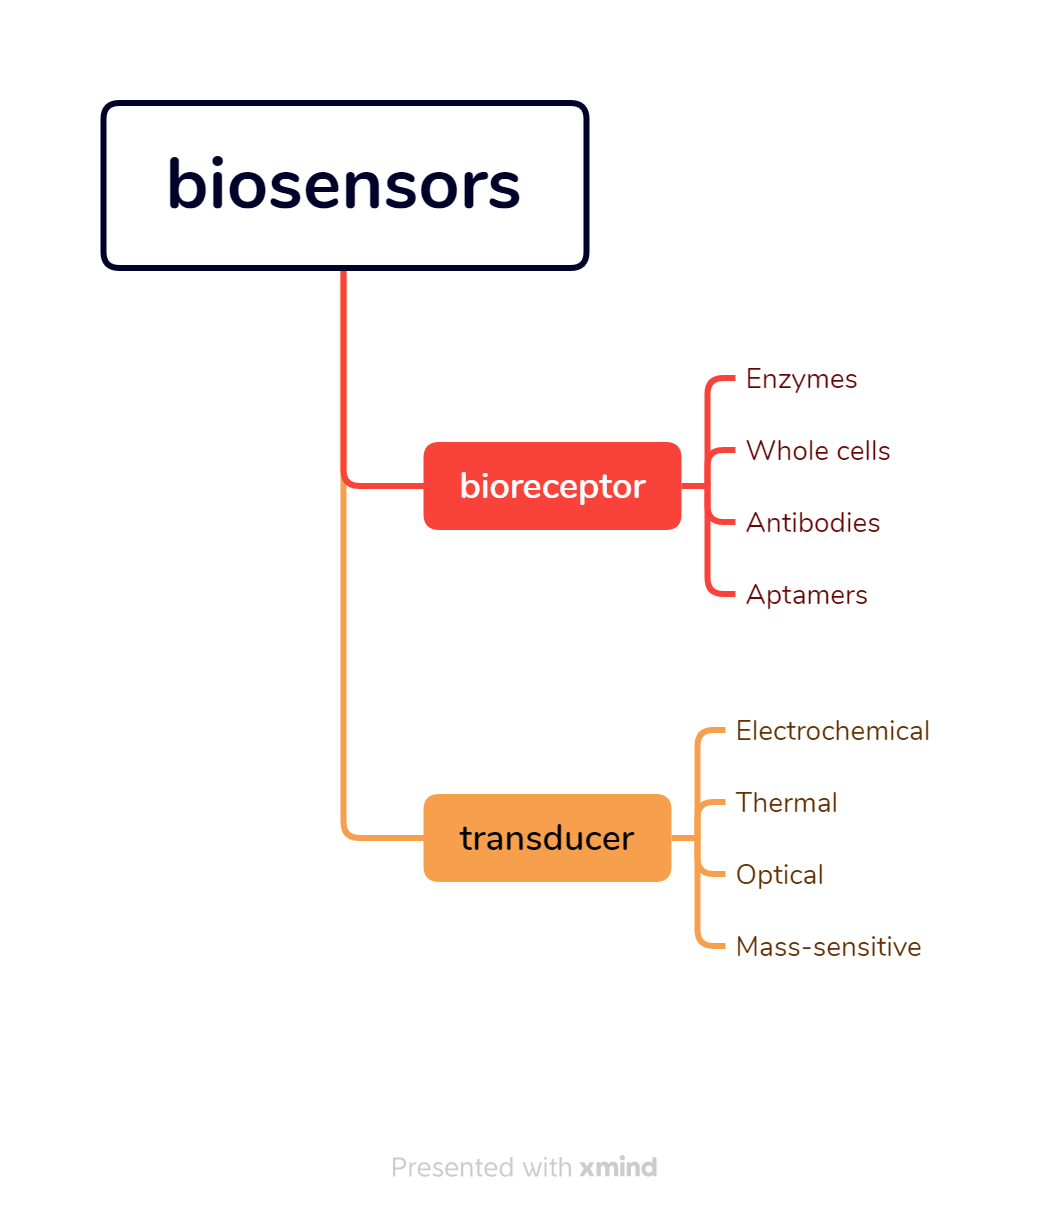 biosensors
bioreceptor
Enzymes
Whole cells
Antibodies
Aptamers
transducer
Electrochemical
Thermal
Optical
Mass-sensitive
Presented with xmind